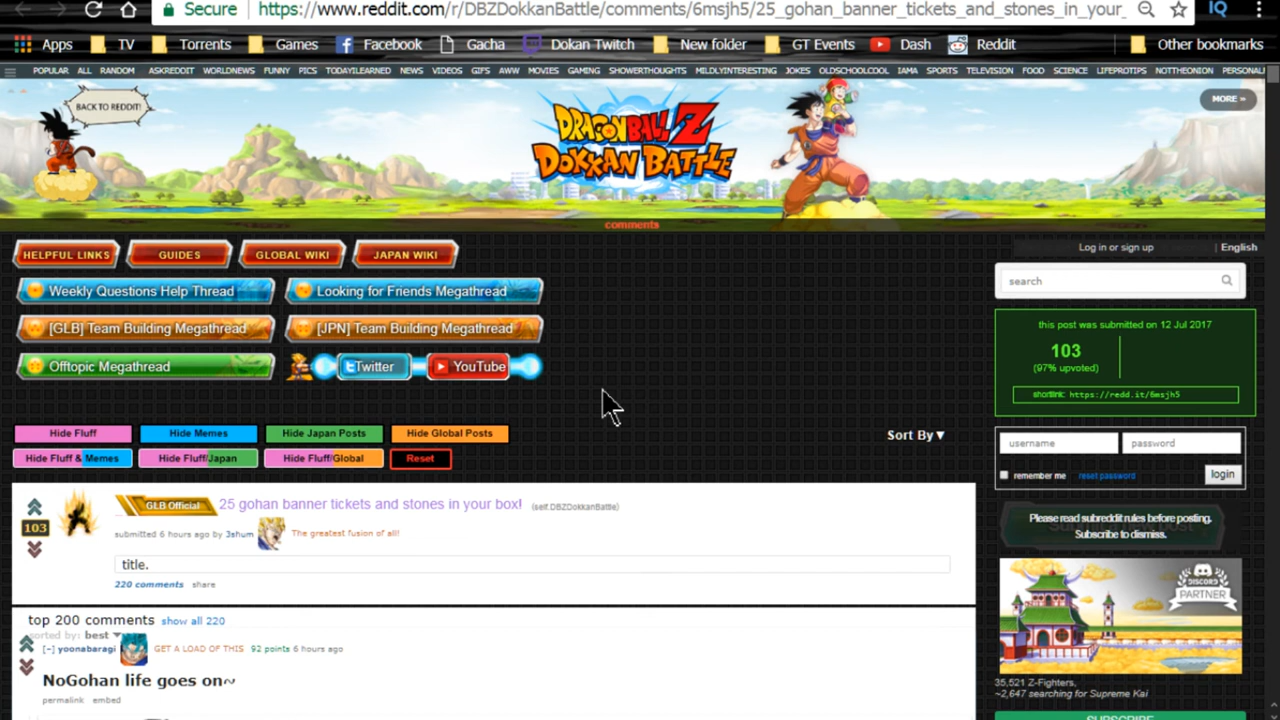 Secure https://www.reddit.com/r/DBZDokkanBattle/comments/6msjh5/25_gohan_banner_tickets_and_stones_in_your_
Apps TV Torrents Games Facebook Gacha Dokan Twitch New folder GT Events Dash Reddit Other bookmarks
POPULAR ALL RANDOM ASKREDDIT WORLDNEWS FUNNY PICS TODAYILEARNED NEWS VIDEOS GIFS AWW MOVIES GAMING SHOWERTHOUGHTS MILDLYINTERESTING JOKES OLDSCHOOLCOOL IAMA SPORTS TELEVISION FOOD SCIENCE LIFEPROTIPS NOTTHEONION PERSONAL
BACK TO REDDIT!
MORE »
DRAGONBALL Z
DOKKAN BATTLE
comments
HELPFUL LINKS GUIDES GLOBAL WIKI JAPAN WIKI
Log in or sign up | English
Weekly Questions Help Thread Looking for Friends Megathread
search
[GLB] Team Building Megathread [JPN] Team Building Megathread
this post was submitted on 12 Jul 2017
103
(97% upvoted)
Offtopic Megathread Twitter YouTube
shortlink: https://redd.it/6msjh5
Hide Fluff Hide Memes Hide Japan Posts Hide Global Posts
Sort By▼
username password
Hide Fluff & Memes Hide Fluff/Japan Hide Fluff/Global Reset
remember me reset password login
GLB Official 25 gohan banner tickets and stones in your box! (self.DBZDokkanBattle)
103
submitted 6 hours ago by 3shum The greatest fusion of all!
Please read subreddit rules before posting.
Subscribe to dismiss.
title.
220 comments share
DISCORD
PARTNER
top 200 comments show all 220
sorted by: best ▼
[–] yoonabaragi GET A LOAD OF THIS 92 points 6 hours ago
NoGohan life goes on~
permalink embed
35,521 Z-Fighters,
~2,647 searching for Supreme Kai
SUBSCRIBE